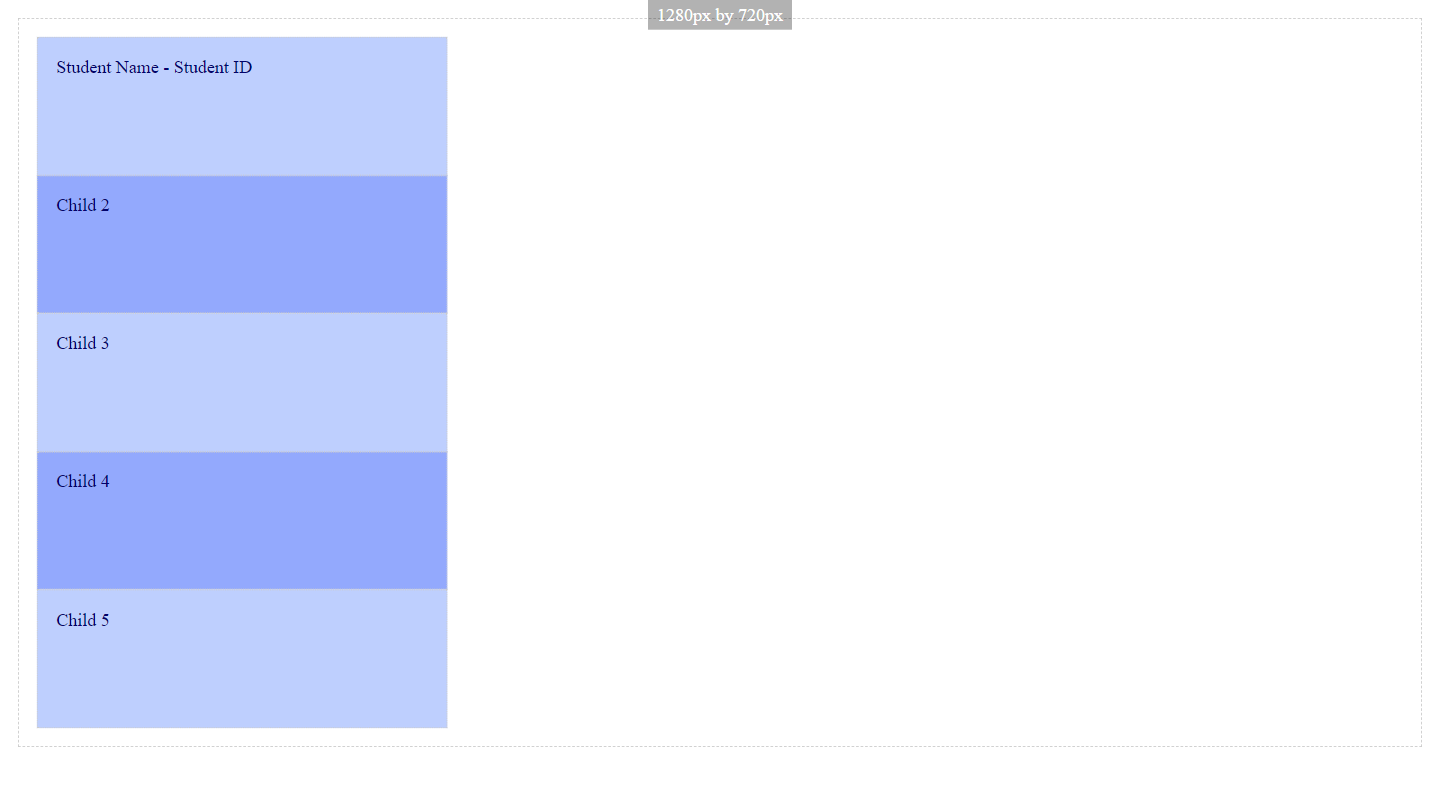 1280px by 720px
Student Name - Student ID
Child 2
Child 3
Child 4
Child 5